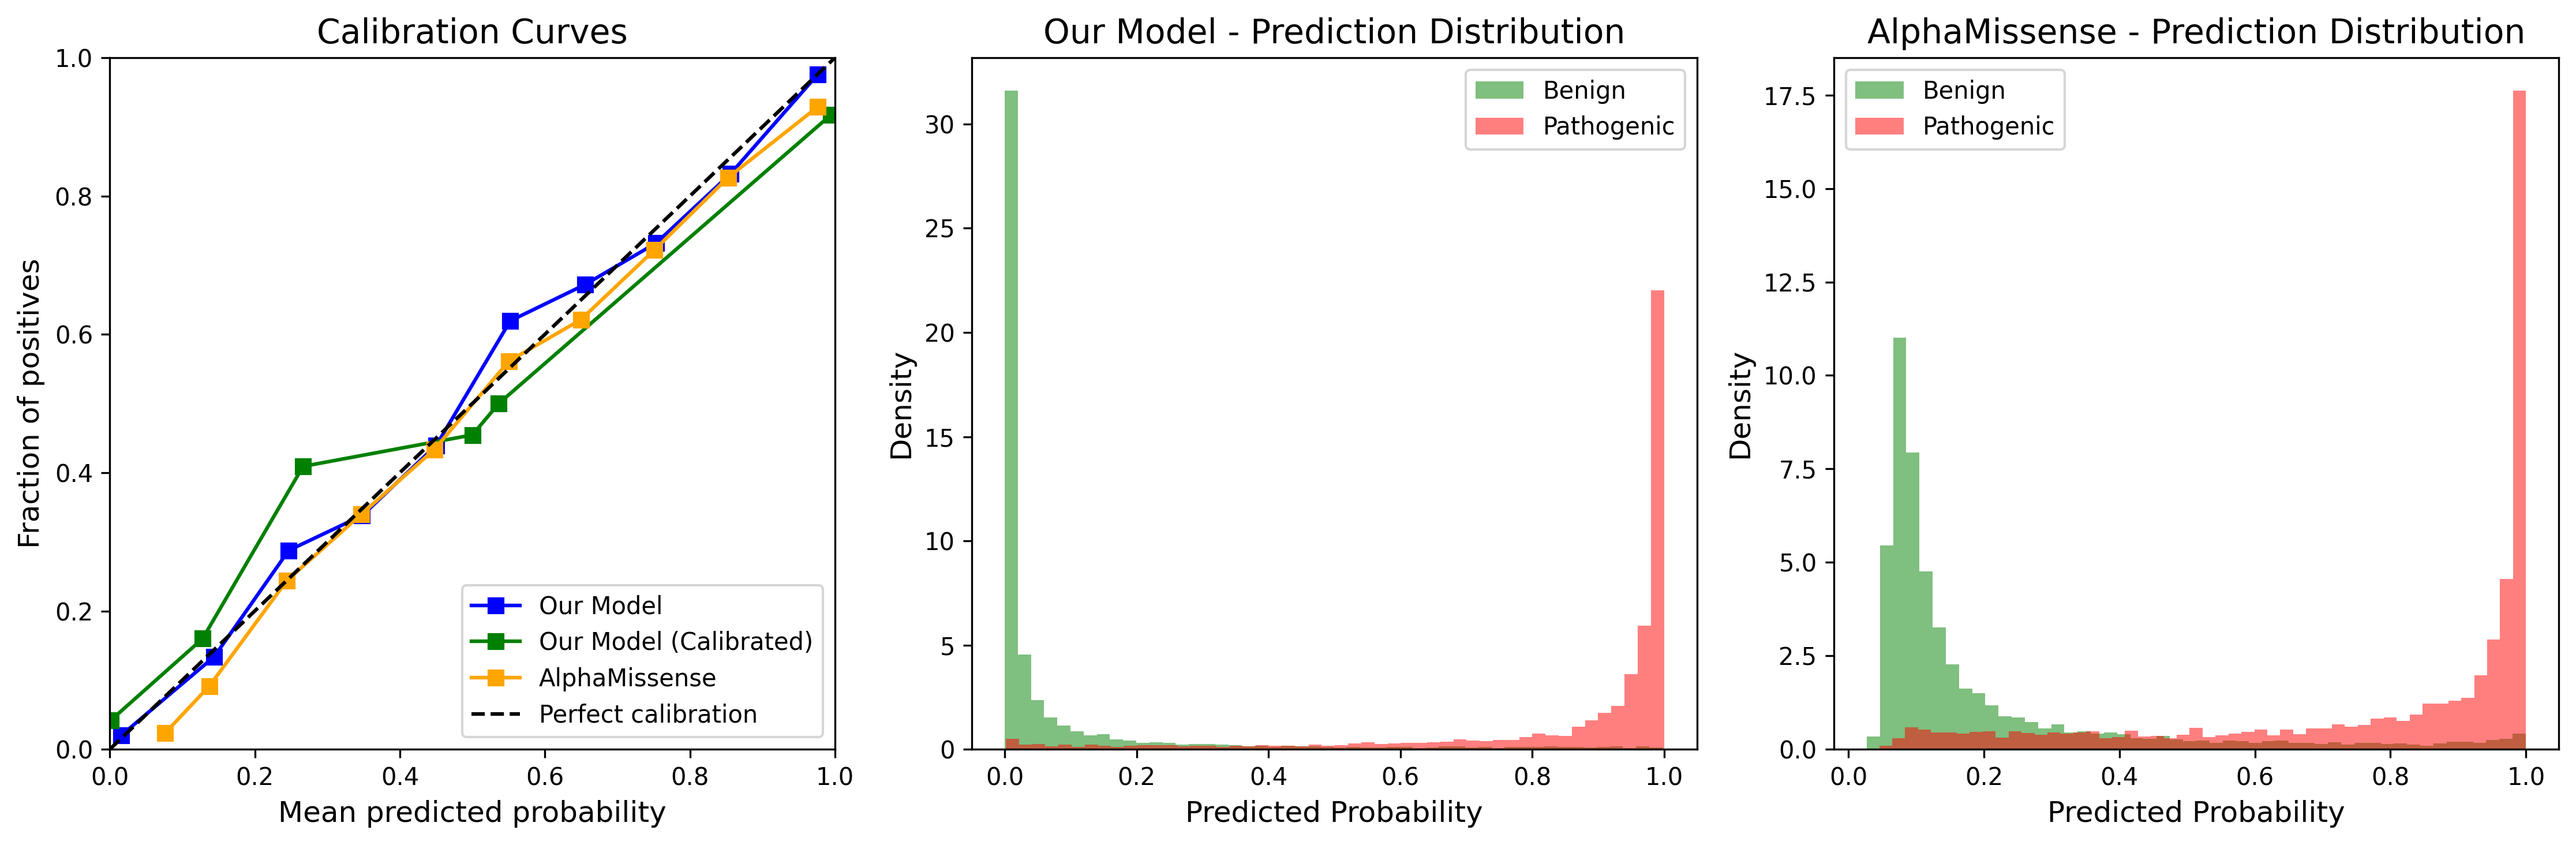 Calibration Curves
Fraction of positives
1.0
0.8
0.6
0.4
0.2
0.0
0.0 0.2 0.4 0.6 0.8 1.0
Mean predicted probability
Our Model
Our Model (Calibrated)
AlphaMissense
Perfect calibration
Our Model - Prediction Distribution
Density
30
25
20
15
10
5
0
0.0 0.2 0.4 0.6 0.8 1.0
Predicted Probability
Benign
Pathogenic
AlphaMissense - Prediction Distribution
Density
17.5
15.0
12.5
10.0
7.5
5.0
2.5
0.0
0.0 0.2 0.4 0.6 0.8 1.0
Predicted Probability
Benign
Pathogenic